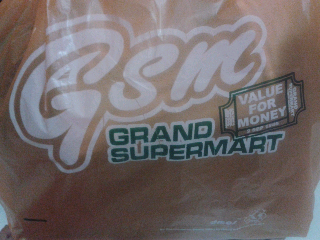 Gsm
GRAND
SUPERMART
VALUE
FOR
MONEY